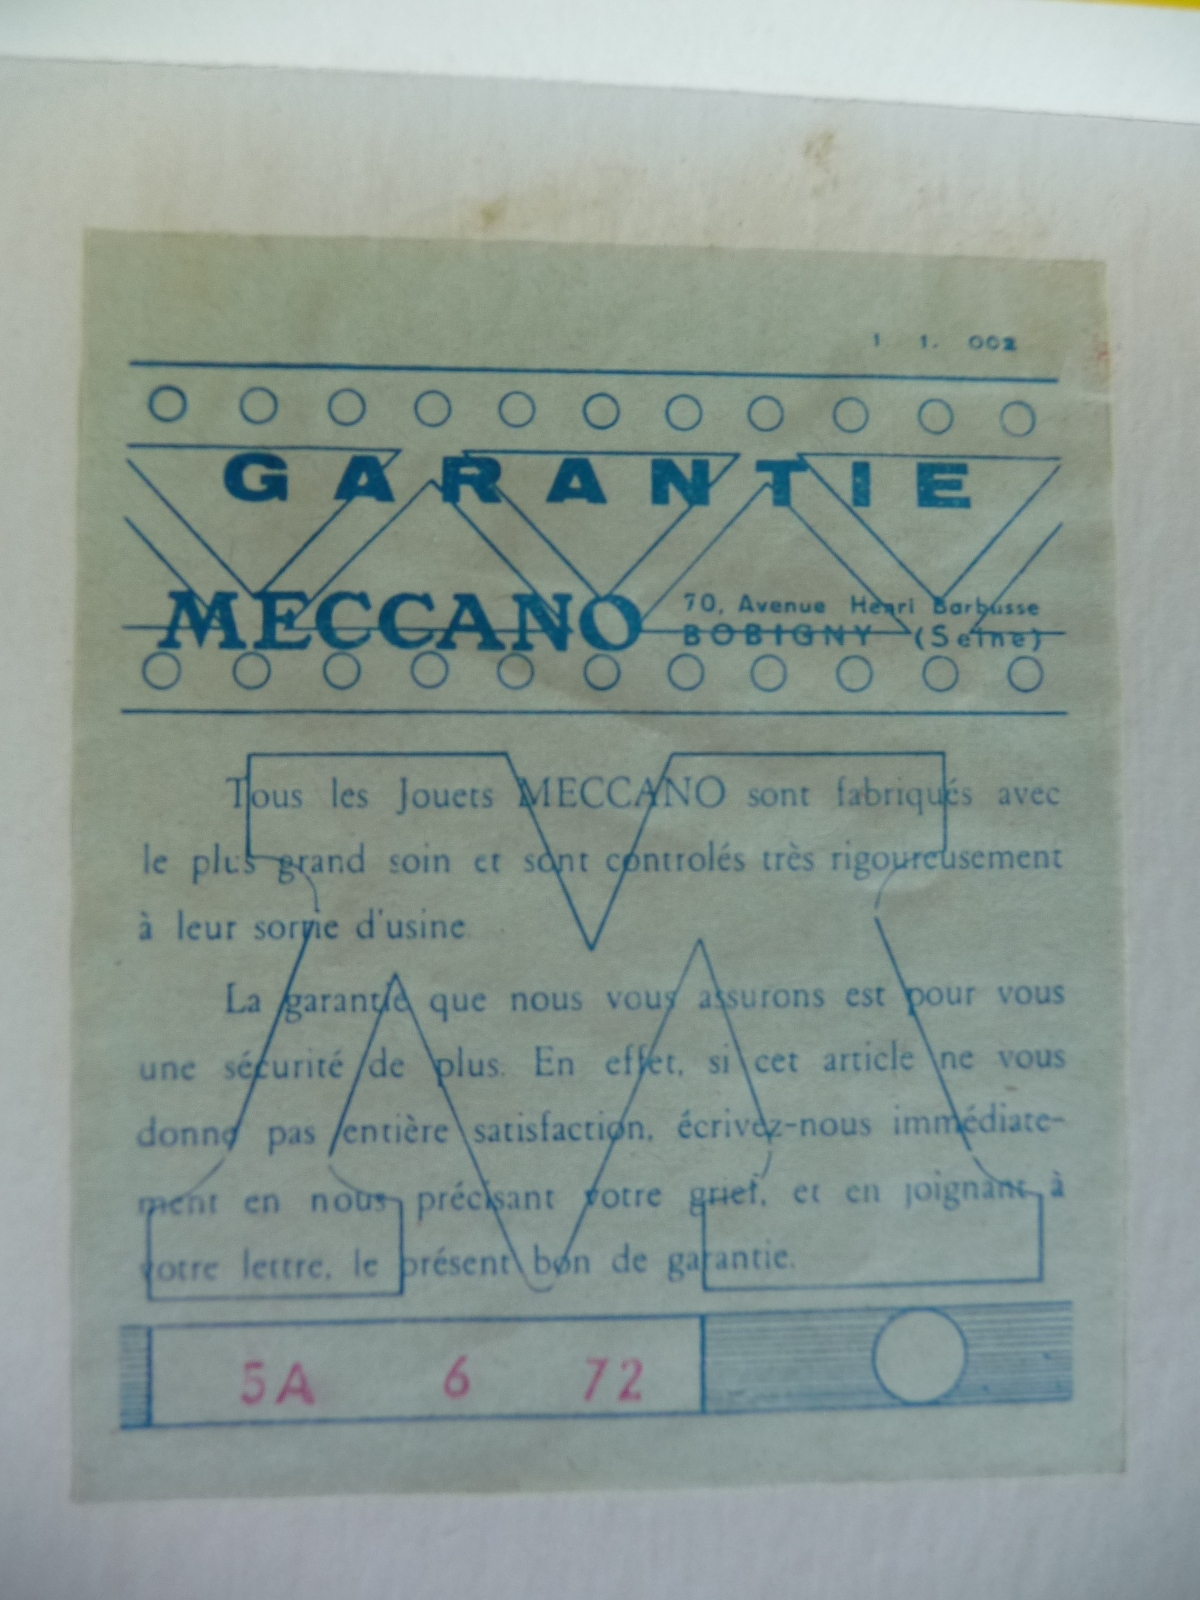 1. 1. 002
GARANTIE
MECCANO 70, Avenue Henri Barbusse
BOBIGNY (Seine)
Tous les Jouets MECCANO sont fabriqués avec
le plus grand soin et sont controlés très rigoureusement
à leur sortie d'usine.
La garantie que nous vous assurons est pour vous
une sécurité de plus. En effet, si cet article ne vous
donne pas entière satisfaction, écrivez-nous immédiate-
ment en nous précisant votre grief, et en joignant à
votre lettre, le présent bon de garantie.
5A 6 72